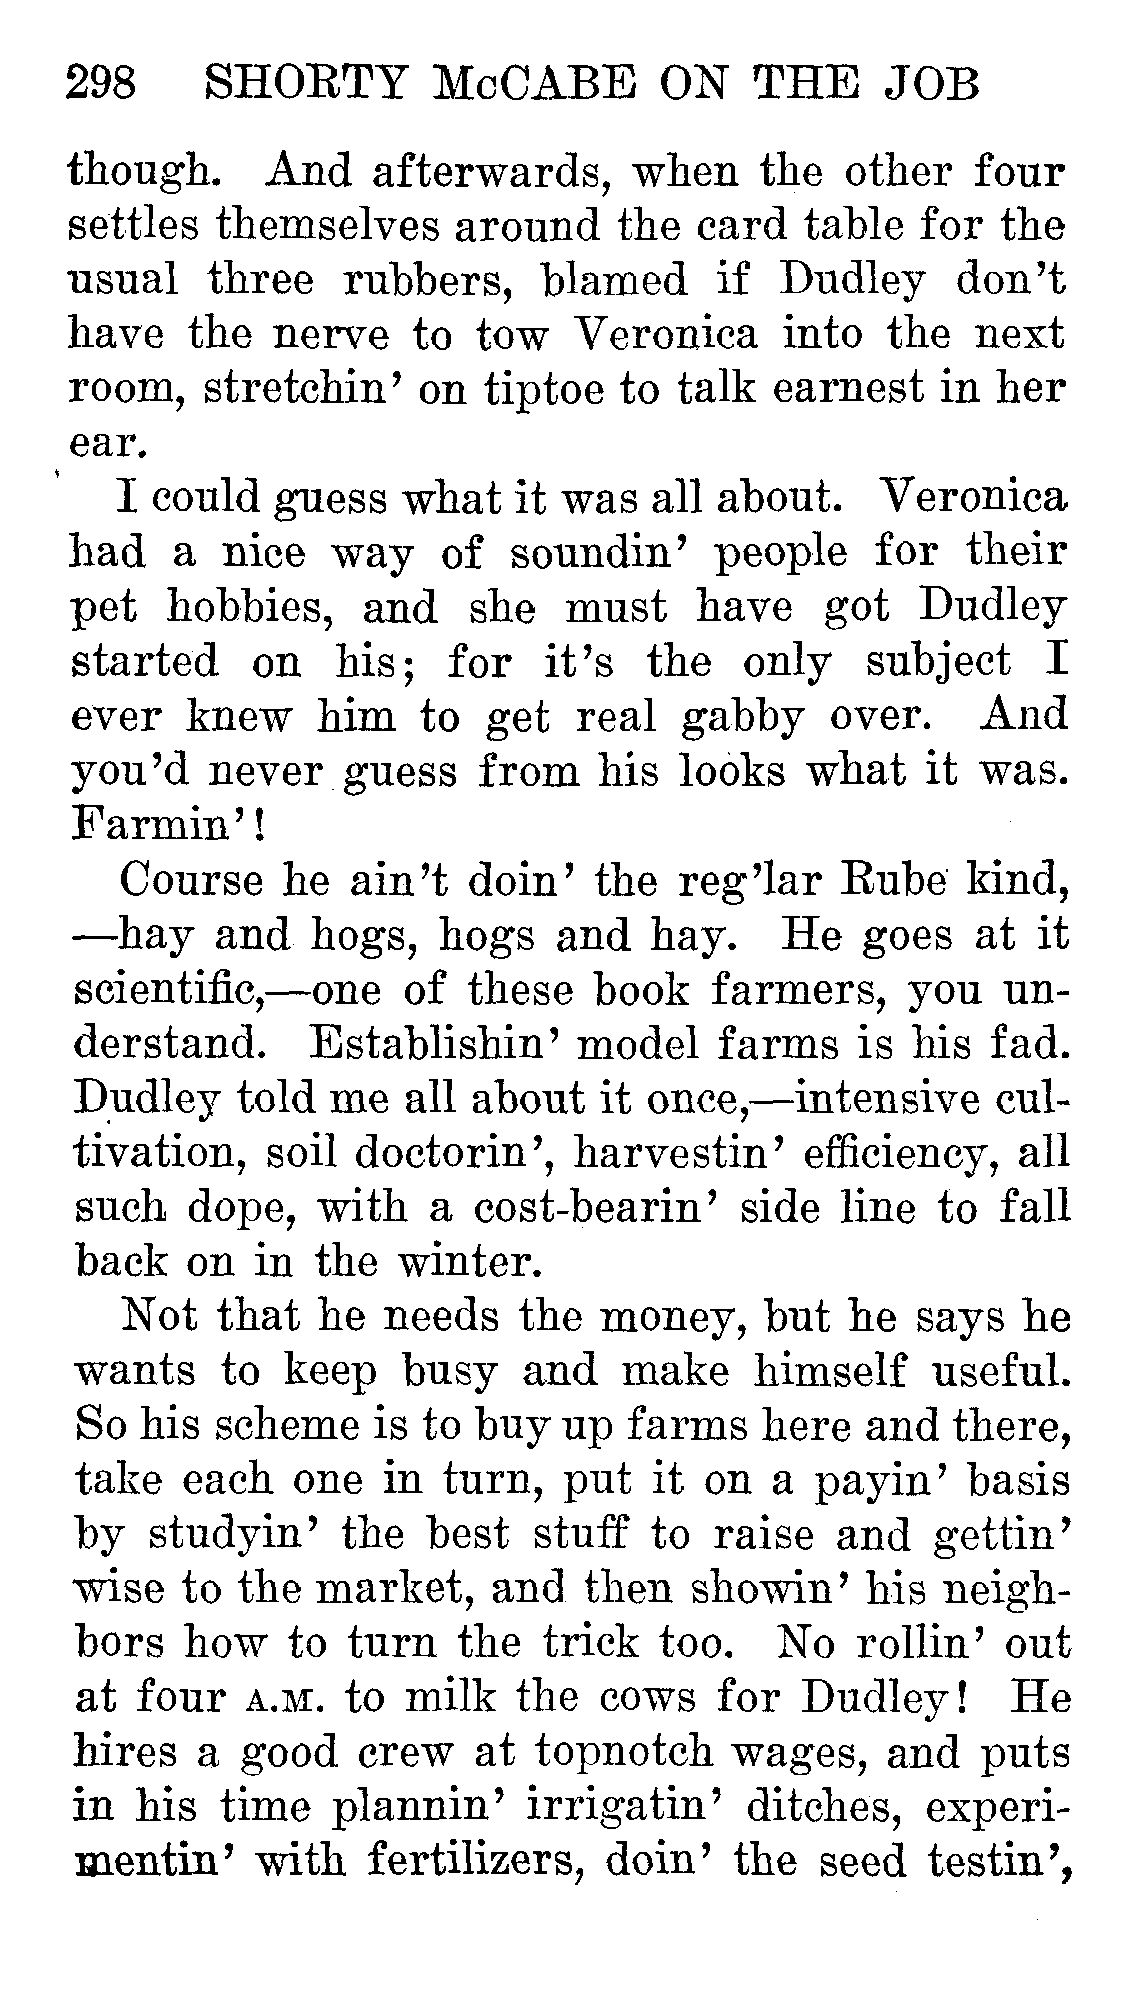 298 SHORTY McCABE ON THE JOB
though. And afterwards, when the other four
settles themselves around the card table for the
usual three rubbers, blamed if Dudley don't
have the nerve to tow Veronica into the next
room, stretchin' on tiptoe to talk earnest in her
ear.
I could guess what it was all about. Veronica
had a nice way of soundin' people for their
pet hobbies, and she must have got Dudley
started on his; for it's the only subject I
ever knew him to get real gabby over. And
you'd never guess from his looks what it was.
Farmin'!
Course he ain't doin' the reg'lar Rube kind,
—hay and hogs, hogs and hay. He goes at it
scientific,—one of these book farmers, you un-
derstand. Establishin' model farms is his fad.
Dudley told me all about it once,—intensive cul-
tivation, soil doctorin', harvestin' efficiency, all
such dope, with a cost-bearin' side line to fall
back on in the winter.
Not that he needs the money, but he says he
wants to keep busy and make himself useful.
So his scheme is to buy up farms here and there,
take each one in turn, put it on a payin' basis
by studyin' the best stuff to raise and gettin'
wise to the market, and then showin' his neigh-
bors how to turn the trick too. No rollin' out
at four A.M. to milk the cows for Dudley! He
hires a good crew at topnotch wages, and puts
in his time plannin' irrigatin' ditches, experi-
mentin' with fertilizers, doin' the seed testin',